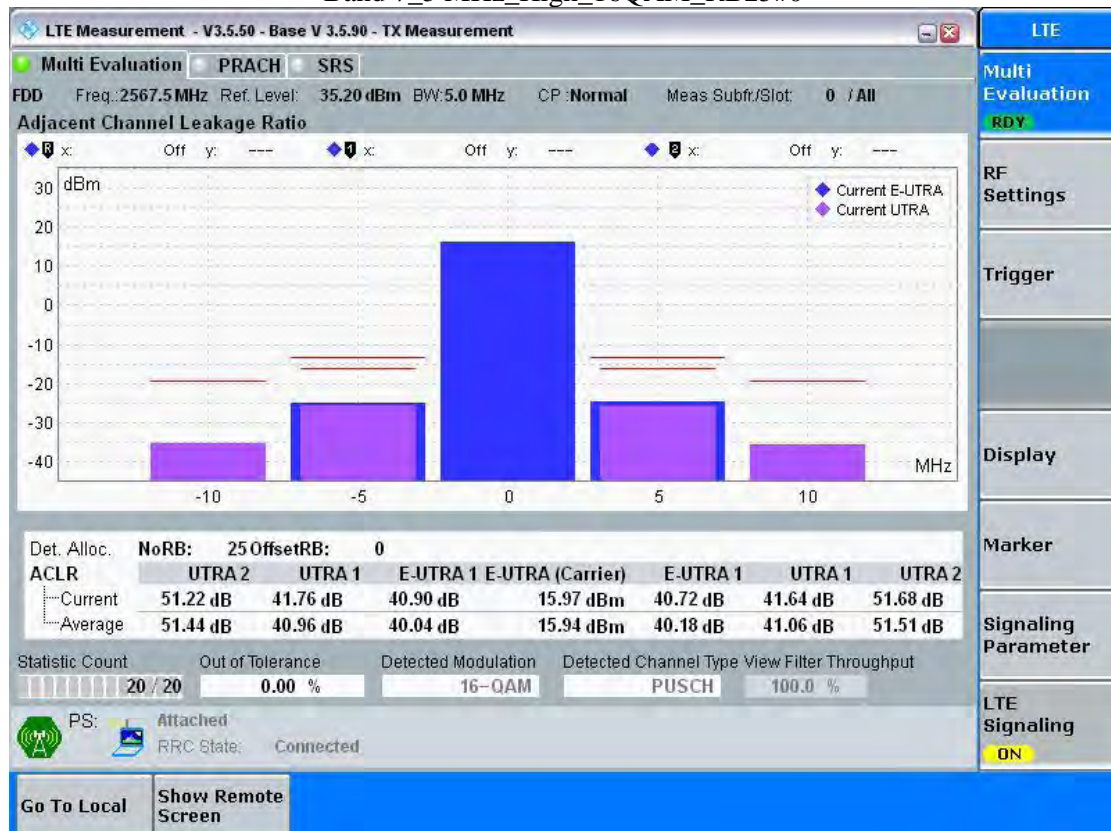 LTE Measurement - V3.5.50 - Base V 3.5.90 - TX Measurement
LTE
Multi Evaluation PRACH SRS
FDD Freq.:2567.5 MHz Ref. Level: 35.20 dBm BW:5.0 MHz CP :Normal Meas Subfr./Slot: 0 / All
Adjacent Channel Leakage Ratio
x: Off y: --- 1 x: Off y: --- 2 x: Off y: ---
30 dBm
20
10
0
-10
-20
-30
-40
Current E-UTRA
Current UTRA
MHz
-10 -5 0 5 10
Det. Alloc. NoRB: 25 OffsetRB: 0
ACLR UTRA 2 UTRA 1 E-UTRA 1 E-UTRA (Carrier) E-UTRA 1 UTRA 1 UTRA 2
Current 51.22 dB 41.76 dB 40.90 dB 15.97 dBm 40.72 dB 41.64 dB 51.68 dB
Average 51.44 dB 40.96 dB 40.04 dB 15.94 dBm 40.18 dB 41.06 dB 51.51 dB
Statistic Count Out of Tolerance Detected Modulation Detected Channel Type View Filter Throughput
20 / 20 0.00 % 16-QAM PUSCH 100.0 %
PS: Attached
RRC State: Connected
Go To Local
Show Remote
Screen
Multi
Evaluation
RDY
RF
Settings
Trigger
Display
Marker
Signaling
Parameter
LTE
Signaling
ON